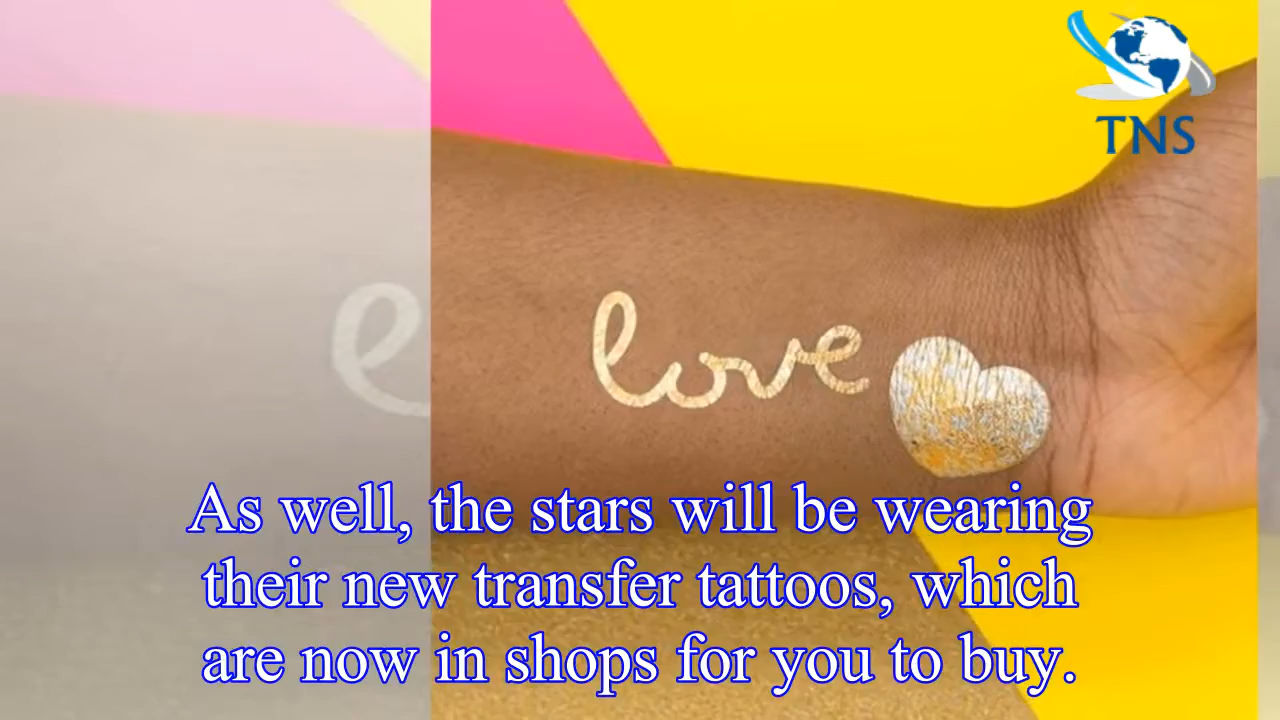 TNS
love
As well, the stars will be wearing
their new transfer tattoos, which
are now in shops for you to buy.